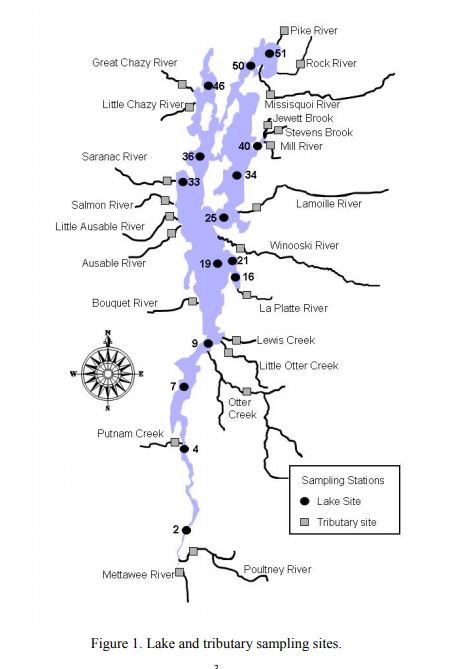 Pike River
51
Great Chazy River
50
Rock River
46
Little Chazy River
Missisquoi River
Jewett Brook
Stevens Brook
40
Mill River
Saranac River
36
33
34
Salmon River
Lamoille River
25
Little Ausable River
Winooski River
Ausable River
19
21
16
Bouquet River
La Platte River
N
W
E
S
9
Lewis Creek
Little Otter Creek
7
Otter
Creek
Putnam Creek
4
Sampling Stations
Lake Site
Tributary site
2
Mettawee River
Poultney River
Figure 1. Lake and tributary sampling sites.